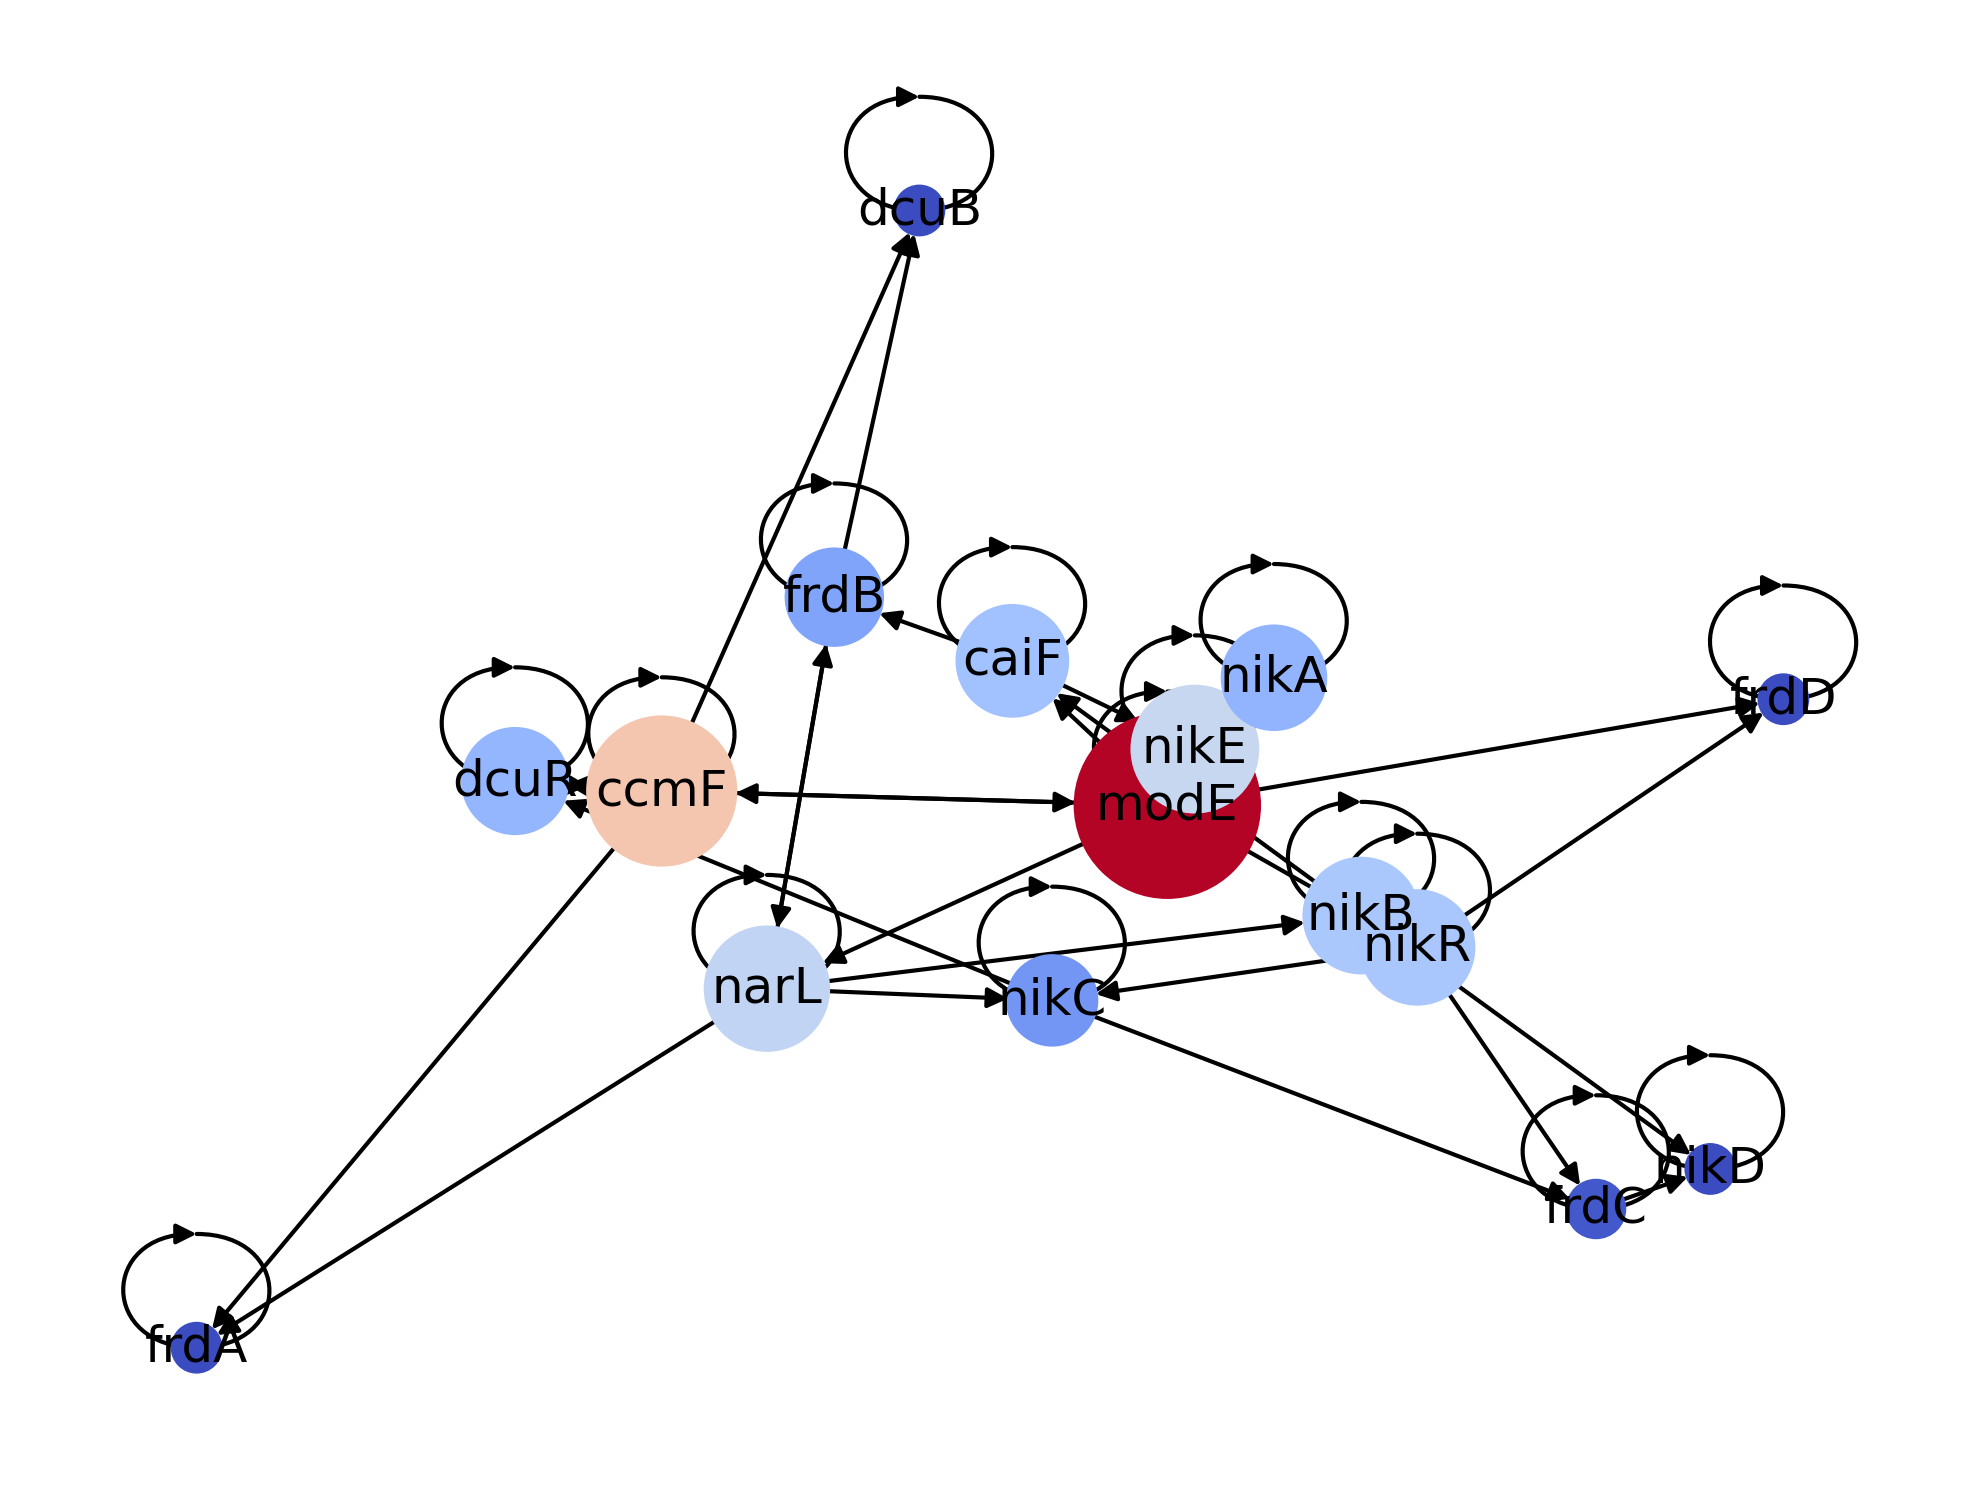 dcuB
frdB
caiF
nikA
frdD
nikE
dcuR
ccmF
modE
nikB
nikR
narL
nikC
nikD
frdC
frdA